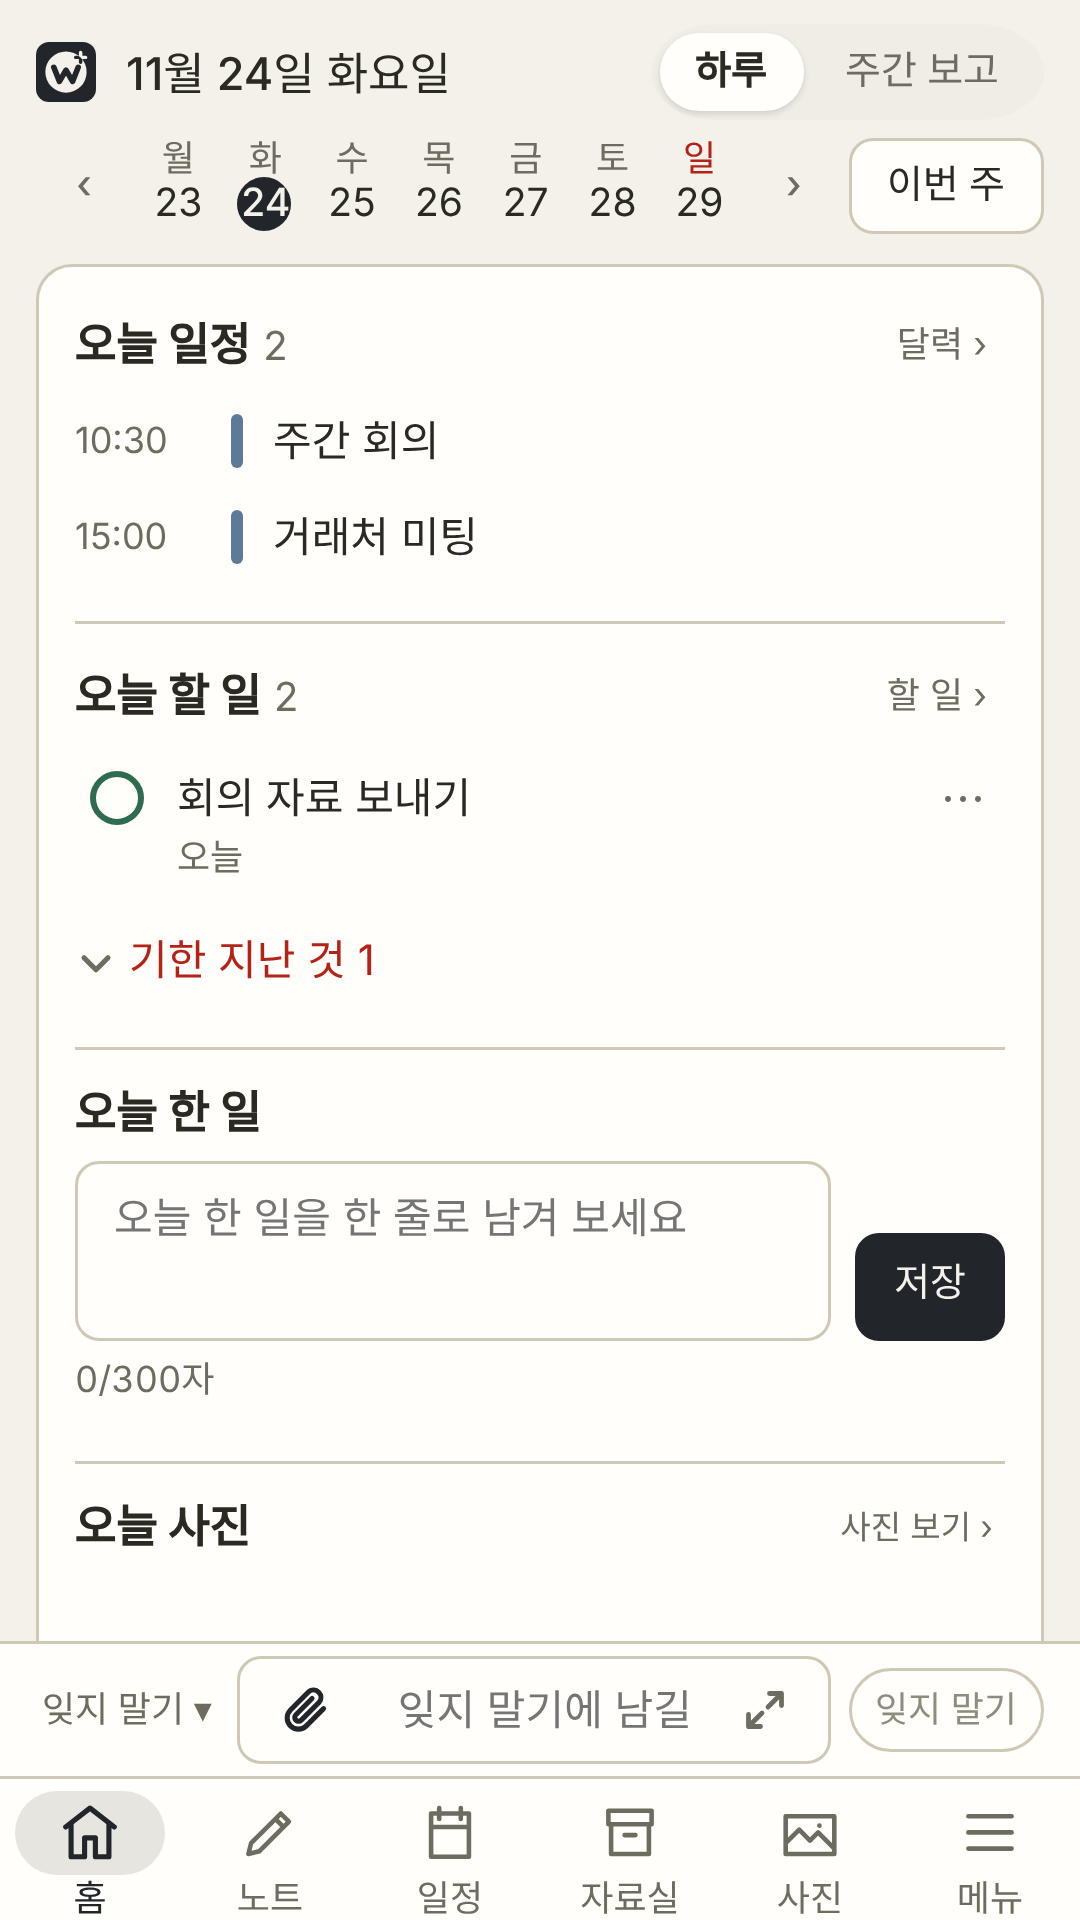 11월 24일 화요일
하루 주간 보고
‹ 월 화 수 목 금 토 일 ›
23 24 25 26 27 28 29
이번 주
오늘 일정 2 달력 ›
10:30 주간 회의
15:00 거래처 미팅
오늘 할 일 2 할 일 ›
회의 자료 보내기 ···
오늘
기한 지난 것 1
오늘 한 일
오늘 한 일을 한 줄로 남겨 보세요
저장
0/300자
오늘 사진 사진 보기 ›
잊지 말기 ▾ 잊지 말기에 남길 잊지 말기
홈 노트 일정 자료실 사진 메뉴